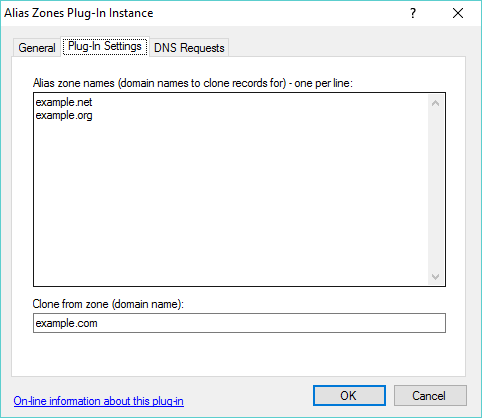 Alias Zones Plug-In Instance
?
General
Plug-In Settings
DNS Requests
Alias zone names (domain names to clone records for) - one per line:
example.net
example.org
Clone from zone (domain name):
example.com
On-line information about this plug-in
OK
Cancel